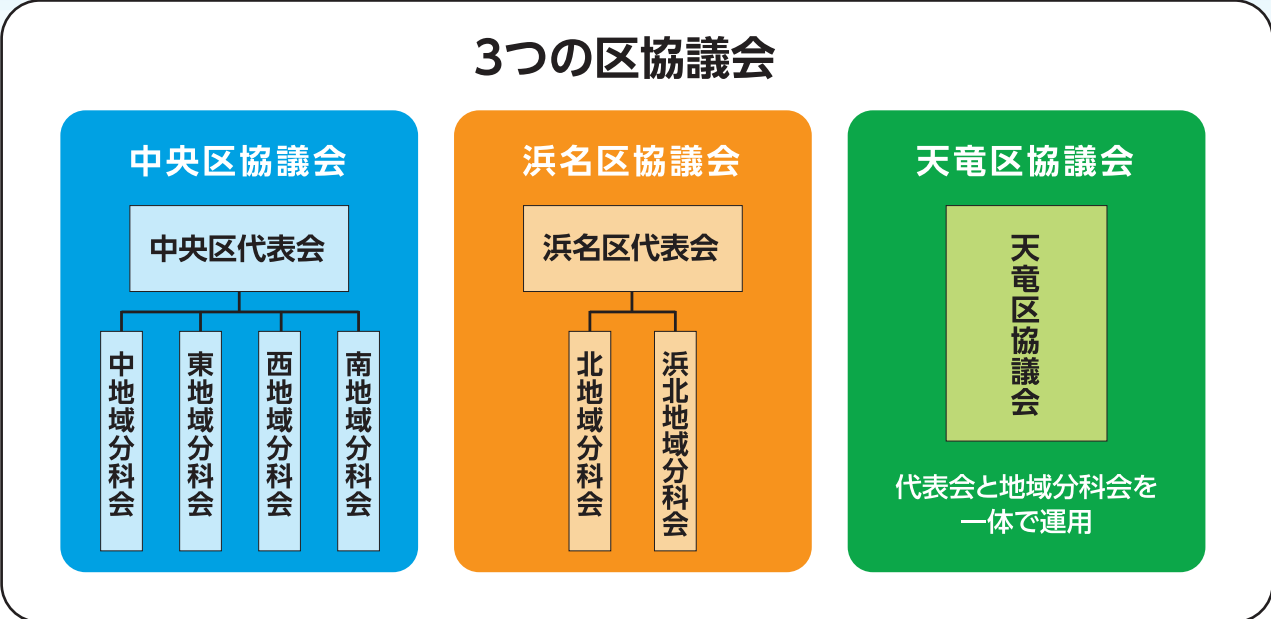 3つの区協議会
中央区協議会
中央区代表会
中地域分科会
東地域分科会
西地域分科会
南地域分科会
浜名区協議会
浜名区代表会
北地域分科会
浜北地域分科会
天竜区協議会
天竜区協議会
代表会と地域分科会を
一体で運用